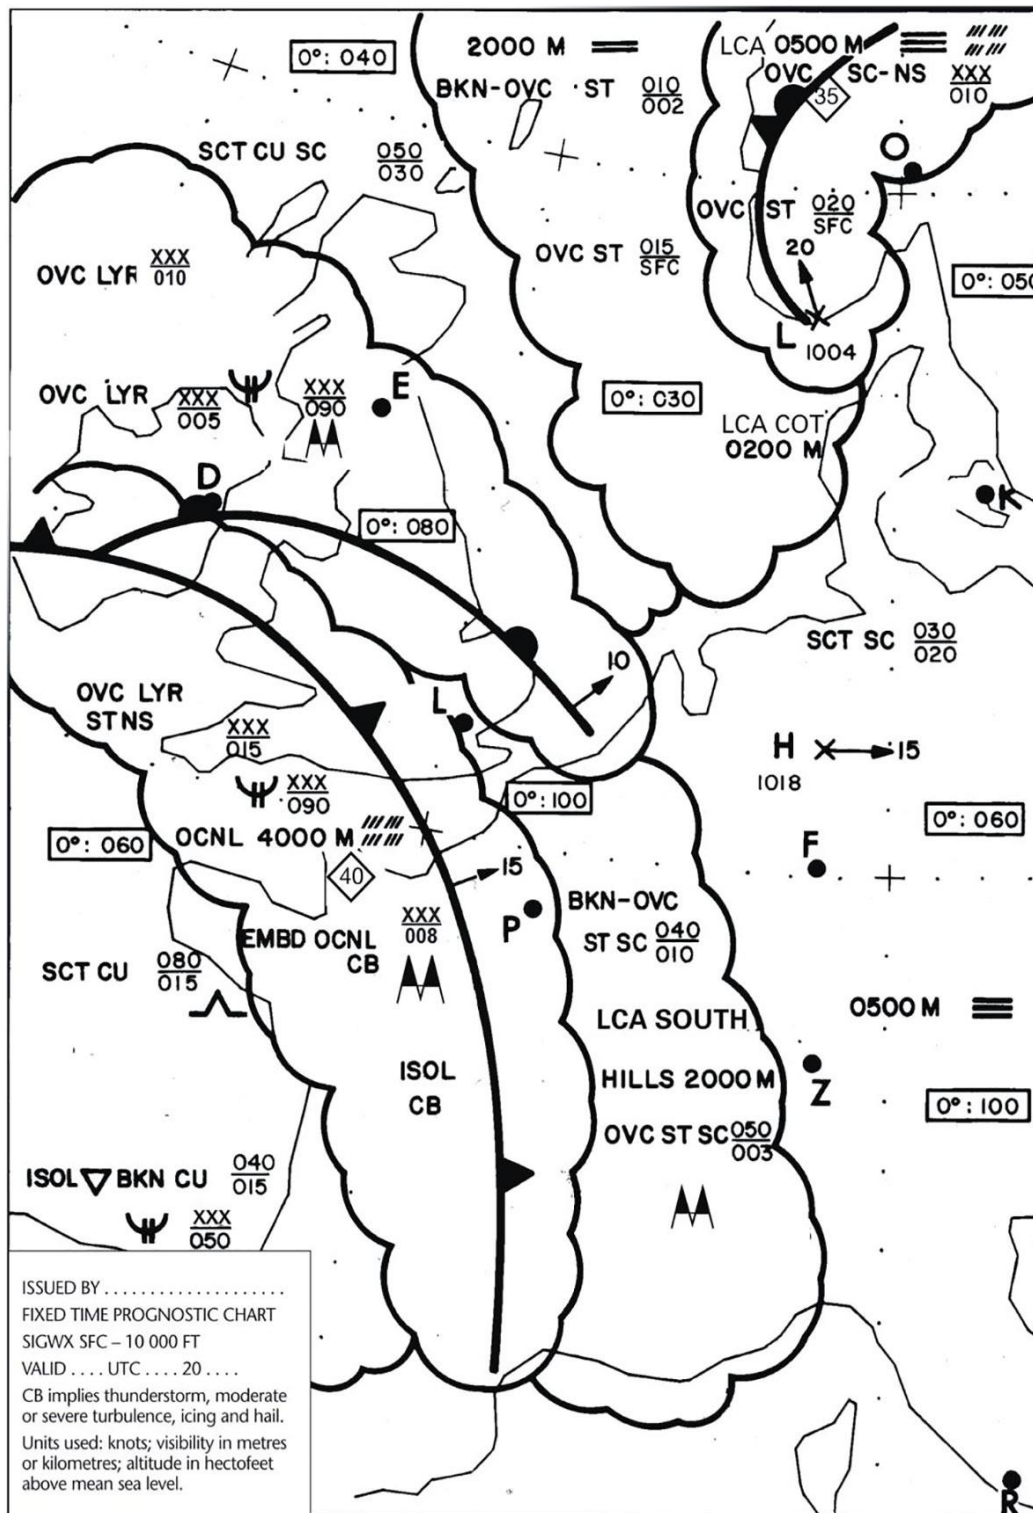 0°: 040
2000 M
BKN-OVC ST 010
002
LCA 0500 M
OVC SC-NS XXX
010
35
O
SCT CU SC 050
030
OVC LYR XXX
010
OVC ST 015
SFC
OVC ST 020
SFC
20
0°: 050
L 1004
OVC LYR XXX
005
XXX
090
E
0°: 030
LCA COT
0200 M
K
D
0°: 080
SCT SC 030
020
10
OVC LYR
ST NS
XXX
015
L
H
1018
15
XXX
090
0°: 100
0°: 060
OCNL 4000 M
40
15
0°: 060
F
EMBD OCNL
CB
XXX
008
P
BKN-OVC
ST SC 040
010
SCT CU 080
015
LCA SOUTH
HILLS 2000 M
OVC ST SC 050
003
0500 M
Z
0°: 100
ISOL
CB
ISOL BKN CU 040
015
XXX
050
R
ISSUED BY . . . . . . . . . . . . . . . . . . . . .
FIXED TIME PROGNOSTIC CHART
SIGWX SFC – 10 000 FT
VALID . . . . UTC . . . . 20 . . . .
CB implies thunderstorm, moderate
or severe turbulence, icing and hail.
Units used: knots; visibility in metres
or kilometres; altitude in hectofeet
above mean sea level.